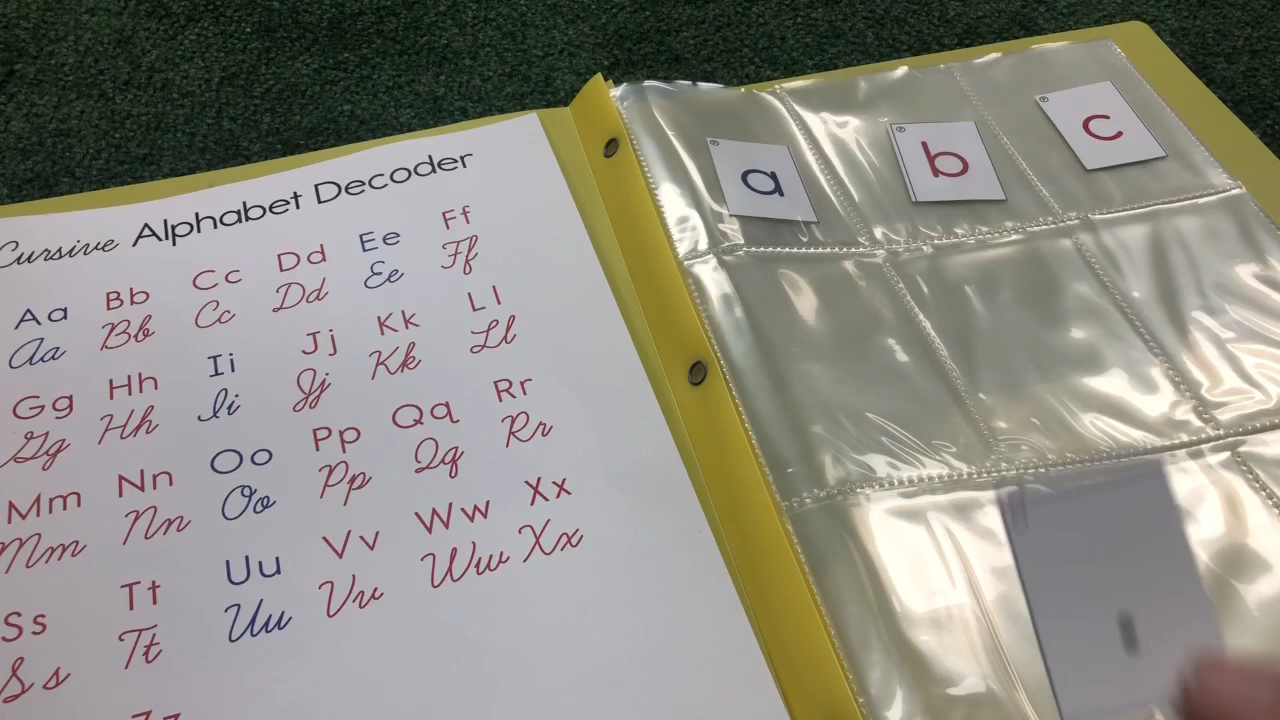 Cursive Alphabet Decoder
Aa Bb Cc Dd Ee Ff
Aa Bb Cc Dd Ee Ff
Gg Hh Ii Jj Kk Ll
Gg Hh Ii Jj Kk Ll
Mm Nn Oo Pp Qq Rr
Mm Nn Oo Pp Qq Rr
Ss Tt Uu Vv Ww Xx
Ss Tt Uu Vv Ww Xx
Zz
a b c